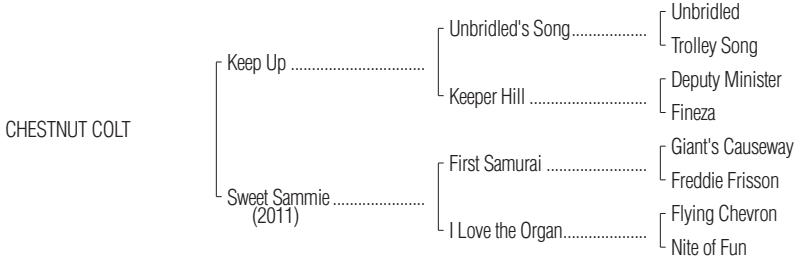 Unbridled
Unbridled's Song..................
Trolley Song
Keep Up ................................
Deputy Minister
Keeper Hill ............................
Fineza
CHESTNUT COLT
Giant's Causeway
First Samurai ........................
Freddie Frisson
Sweet Sammie ......................
(2011)
Flying Chevron
I Love the Organ....................
Nite of Fun